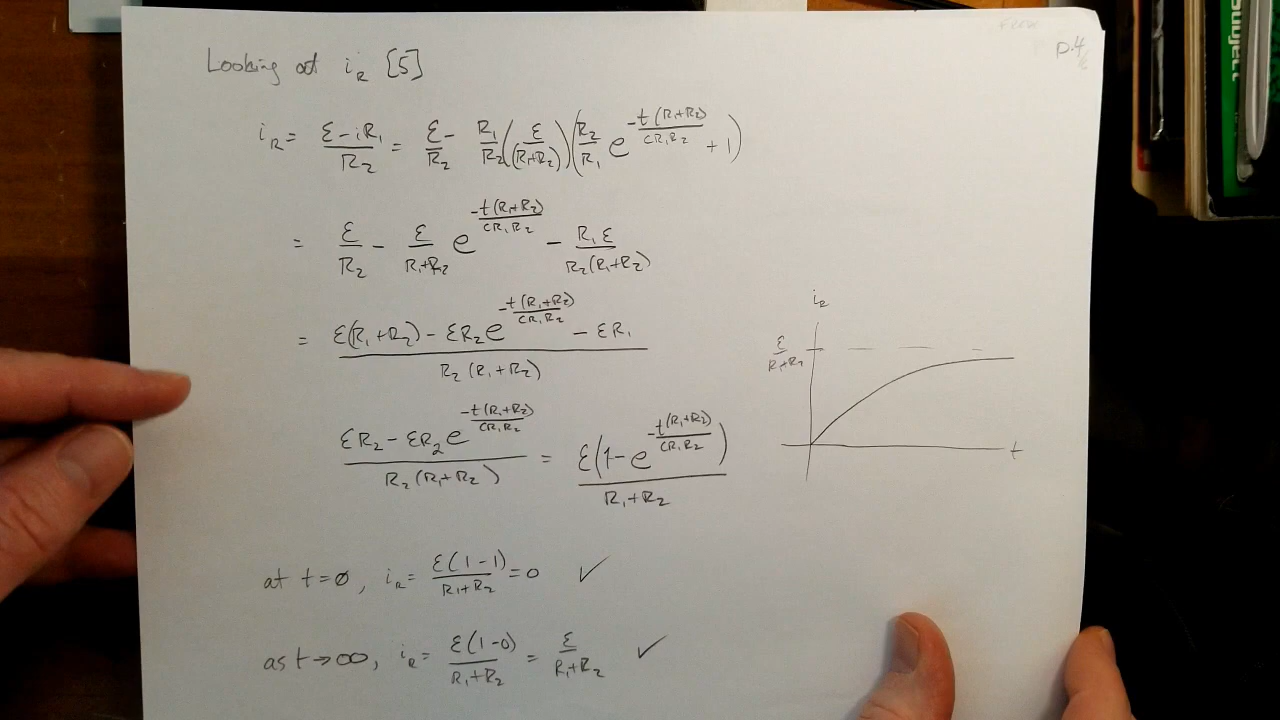 p.4
Looking at i_R [5]
i_R = (ε - iR₁)/R₂ = ε/R₂ - R₁/R₂ (ε/(R₁+R₂)) (R₂/R₁ e^(-t(R₁+R₂)/(CR₁R₂)) + 1)
= ε/R₂ - ε/(R₁+R₂) e^(-t(R₁+R₂)/(CR₁R₂)) - R₁ε/(R₂(R₁+R₂))
= (ε(R₁+R₂) - εR₂e^(-t(R₁+R₂)/(CR₁R₂)) - εR₁)/(R₂(R₁+R₂))
(εR₂ - εR₂e^(-t(R₁+R₂)/(CR₁R₂)))/(R₂(R₁+R₂)) = ε(1-e^(-t(R₁+R₂)/(CR₁R₂)))/(R₁+R₂)
i_R
ε/(R₁+R₂)
t
at t=0, i_R = ε(1-1)/(R₁+R₂) = 0 ✓
as t→∞, i_R = ε(1-0)/(R₁+R₂) = ε/(R₁+R₂) ✓
subject